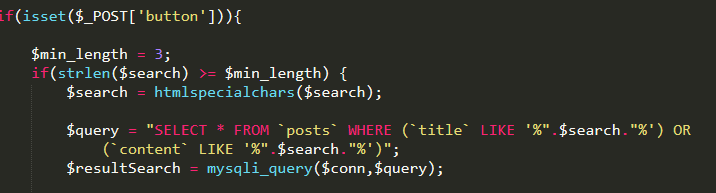 if(isset($_POST['button'])){
$min_length = 3;
if(strlen($search) >= $min_length) {
$search = htmlspecialchars($search);
$query = "SELECT * FROM `posts` WHERE (`title` LIKE '%".$search."%') OR
(`content` LIKE '%".$search."%')";
$resultSearch = mysqli_query($conn,$query);